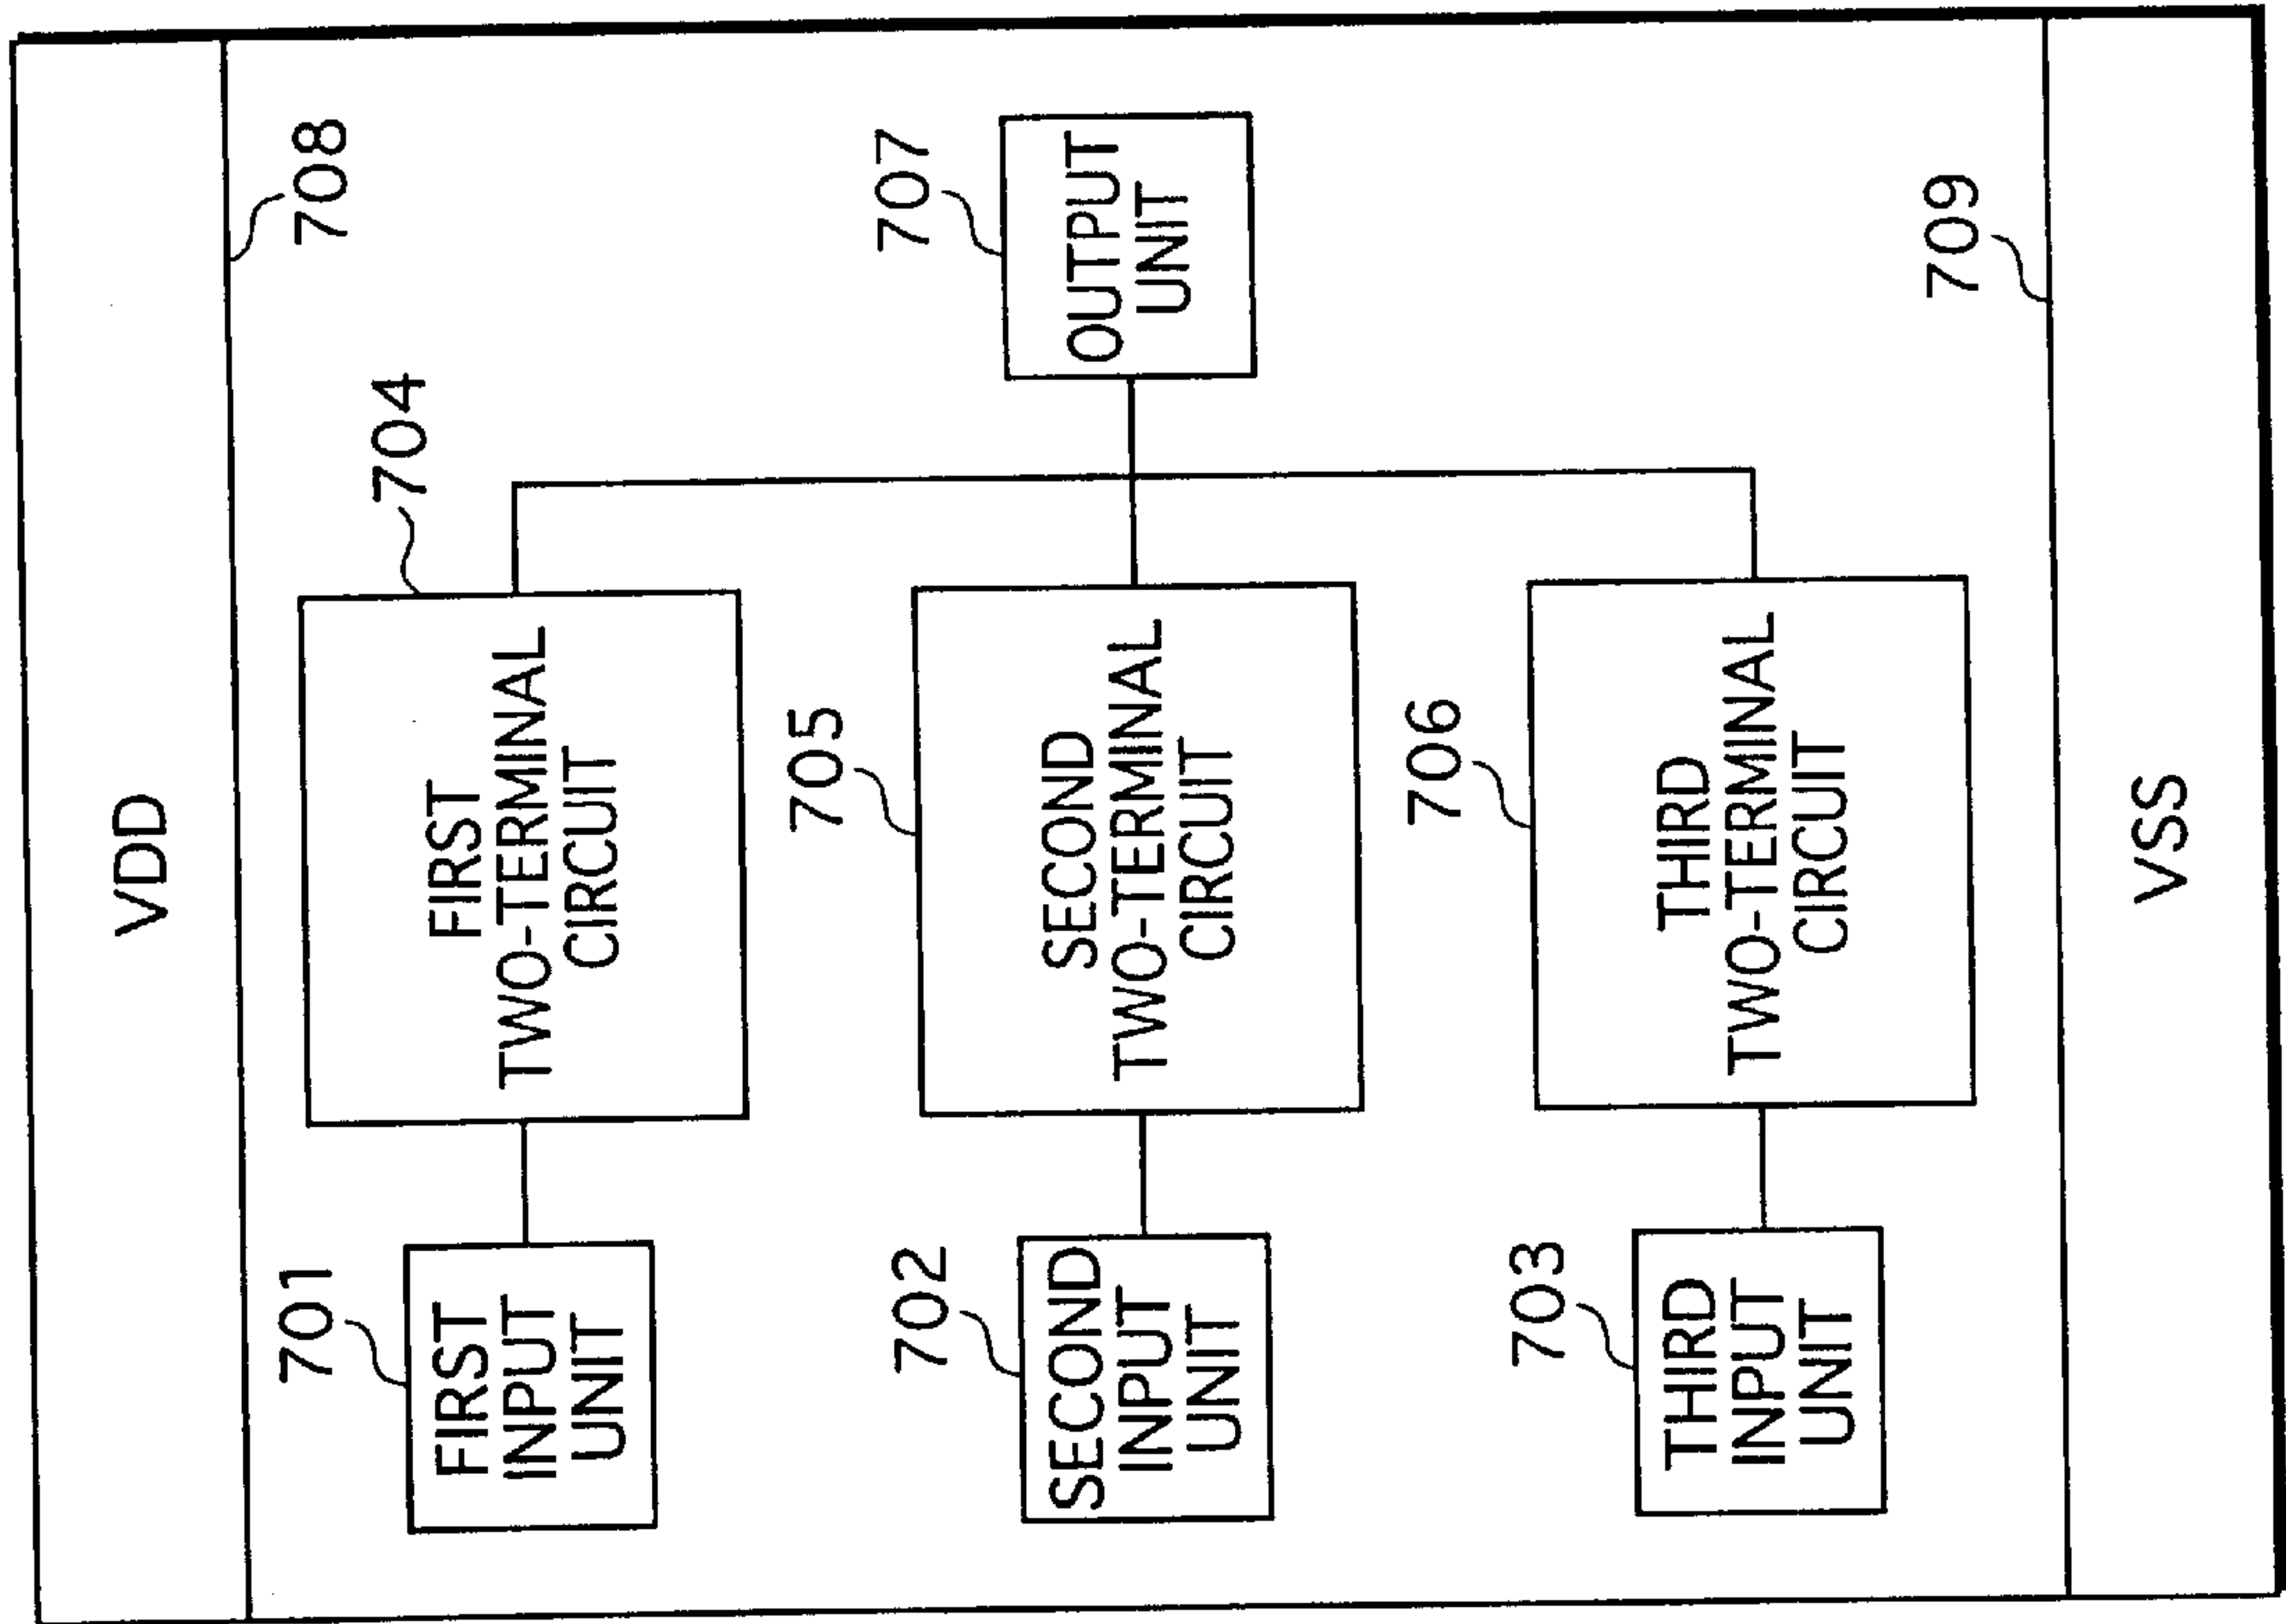 VDD
708
701
FIRST
INPUT
UNIT
704
FIRST
TWO-TERMINAL
CIRCUIT
702
SECOND
INPUT
UNIT
705
SECOND
TWO-TERMINAL
CIRCUIT
707
OUTPUT
UNIT
703
THIRD
INPUT
UNIT
706
THIRD
TWO-TERMINAL
CIRCUIT
709
VSS